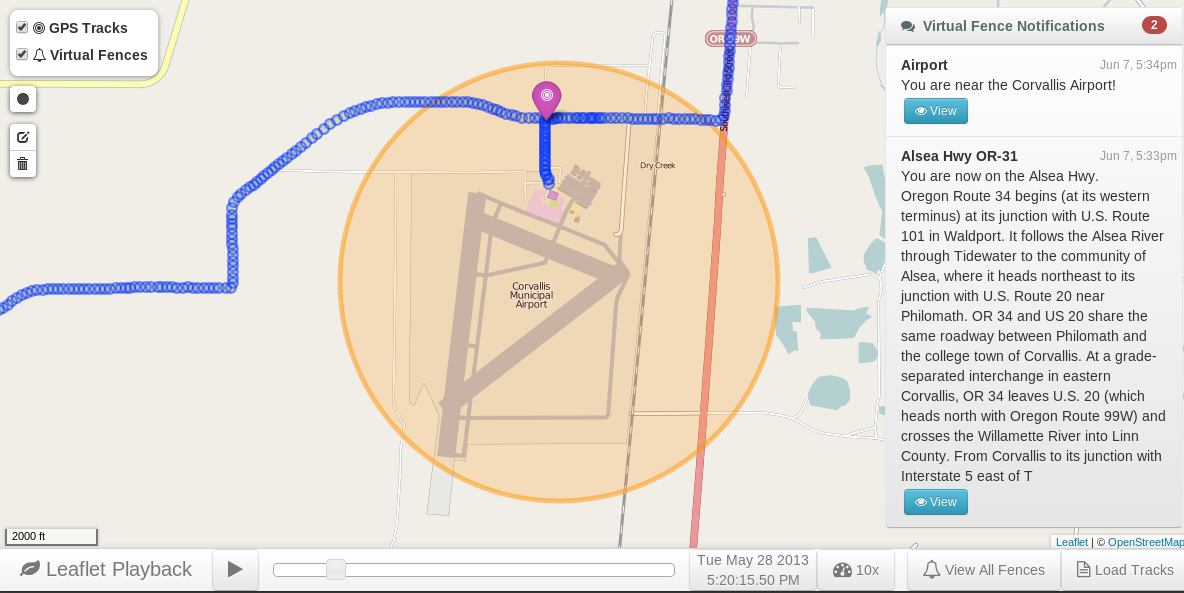 GPS Tracks
Virtual Fences
Virtual Fence Notifications
2
Airport
Jun 7, 5:34pm
You are near the Corvallis Airport!
View
Alsea Hwy OR-31
Jun 7, 5:33pm
You are now on the Alsea Hwy.
Oregon Route 34 begins (at its western
terminus) at its junction with U.S. Route
101 in Waldport. It follows the Alsea River
through Tidewater to the community of
Alsea, where it heads northeast to its
junction with U.S. Route 20 near
Philomath. OR 34 and US 20 share the
same roadway between Philomath and
the college town of Corvallis. At a grade-
separated interchange in eastern
Corvallis, OR 34 leaves U.S. 20 (which
heads north with Oregon Route 99W) and
crosses the Willamette River into Linn
County. From Corvallis to its junction with
Interstate 5 east of T
View
Dry Creek
Corvallis
Municipal
Airport
2000 ft
Leaflet | © OpenStreetMap
Leaflet Playback
Tue May 28 2013
5:20:15.50 PM
10x
View All Fences
Load Tracks